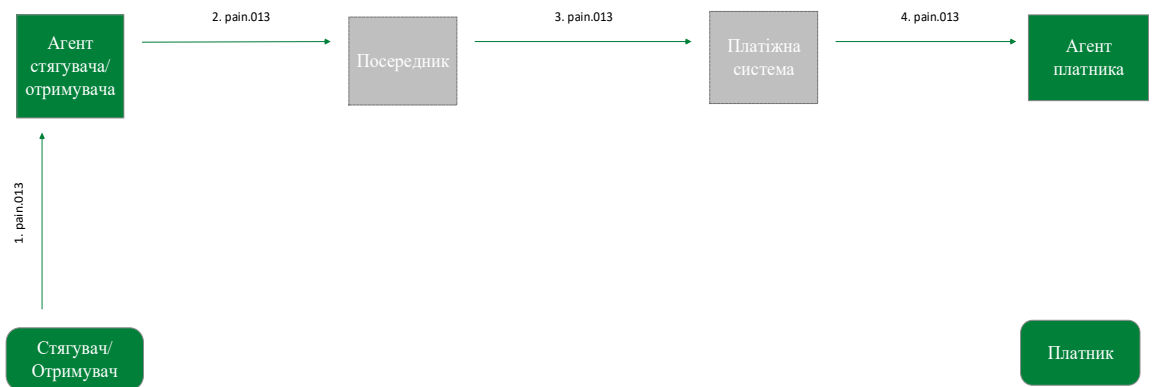 2. pain.013
3. pain.013
4. pain.013
Агент
стягувача/
отримувача
Посередник
Платіжна
система
Агент
платника
1. pain.013
Стягувач/
Отримувач
Платник